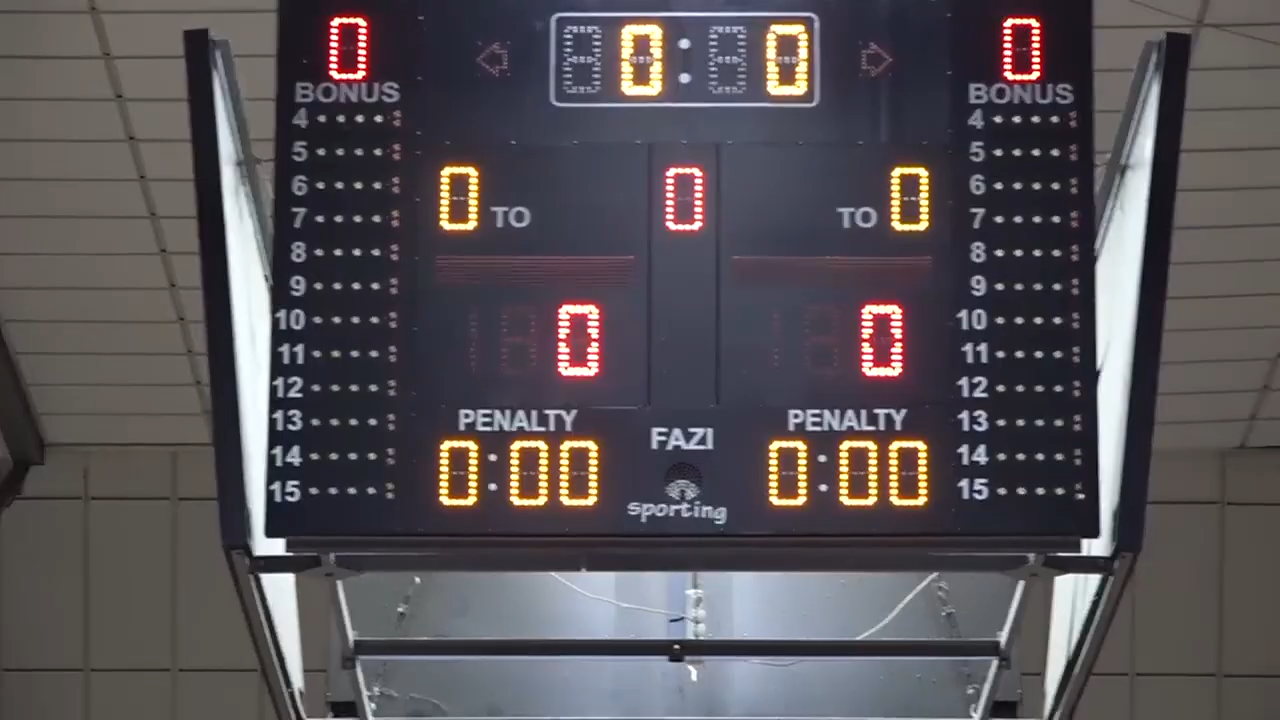 0 0 : 0 0
BONUS BONUS
4 4
5 5
0 TO 0 TO 0
6 6
7 7
8 8
9 9
10 0 0 10
11 11
12 12
13 PENALTY PENALTY 13
FAZI
14 0:00 0:00 14
15 sporting 15